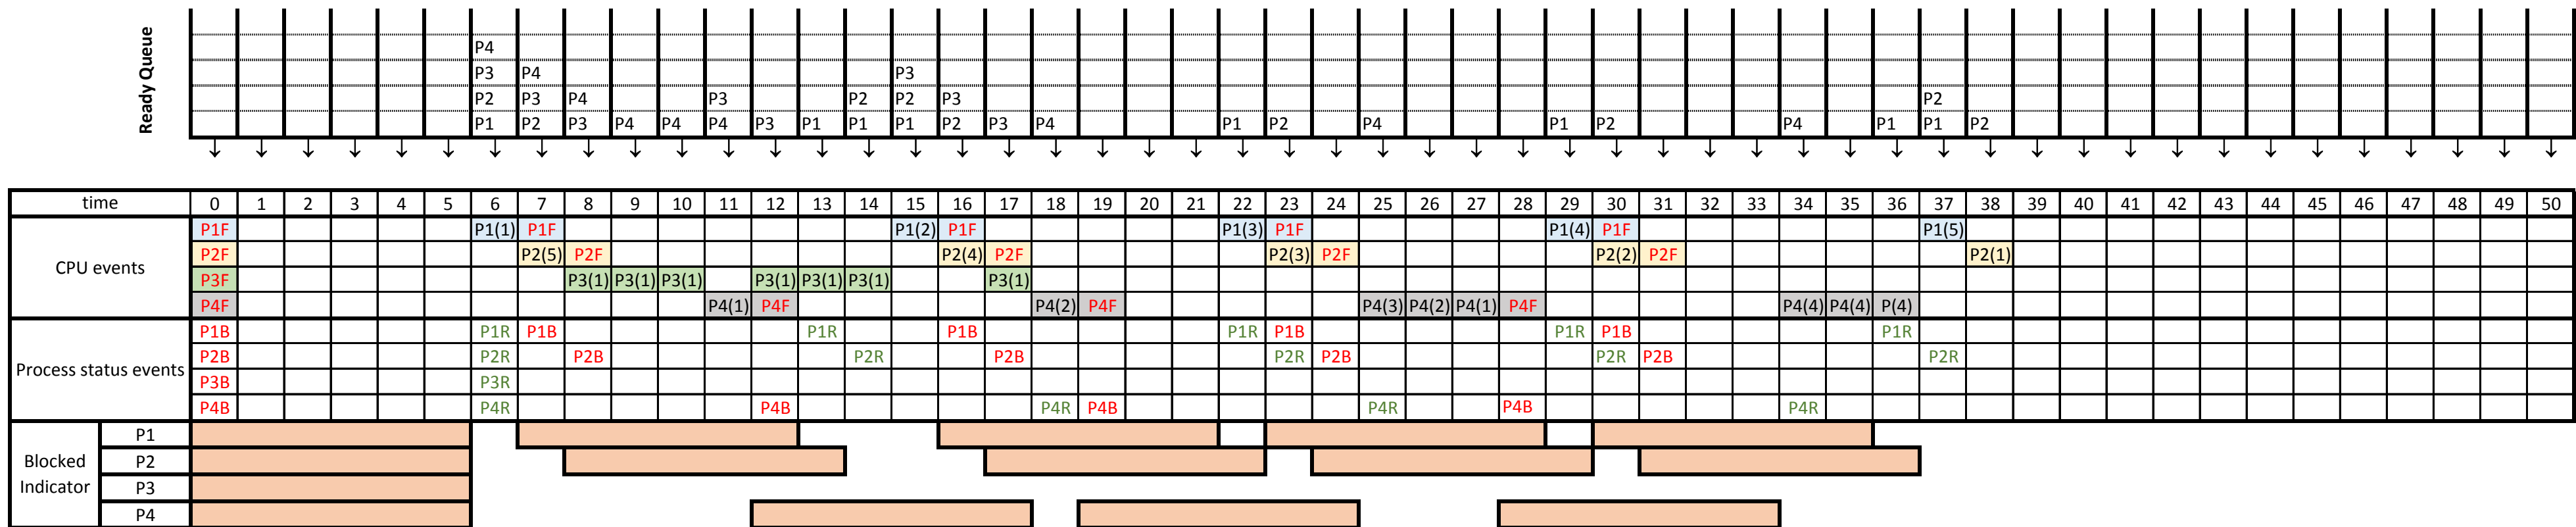 Ready Queue
P4
P3 P4 P3
P2 P3 P4 P3 P2 P2 P3 P2
P1 P2 P3 P4 P4 P4 P3 P1 P1 P1 P2 P3 P4 P1 P2 P4 P1 P2 P4 P1 P1 P2
time 0 1 2 3 4 5 6 7 8 9 10 11 12 13 14 15 16 17 18 19 20 21 22 23 24 25 26 27 28 29 30 31 32 33 34 35 36 37 38 39 40 41 42 43 44 45 46 47 48 49 50
CPU events
P1F P1(1) P1F P1(2) P1F P1(3) P1F P1(4) P1F P1(5)
P2F P2(5) P2F P2(4) P2F P2(3) P2F P2(2) P2F P2(1)
P3F P3(1) P3(1) P3(1) P3(1) P3(1) P3(1) P3(1)
P4F P4(1) P4F P4(2) P4F P4(3) P4(2) P4(1) P4F P4(4) P4(4) P(4)
Process status events
P1B P1R P1B P1R P1B P1R P1B P1R P1B P1R
P2B P2R P2B P2R P2B P2R P2B P2R P2B P2R
P3B P3R
P4B P4R P4B P4R P4B P4R P4B P4R
Blocked
Indicator
P1
P2
P3
P4